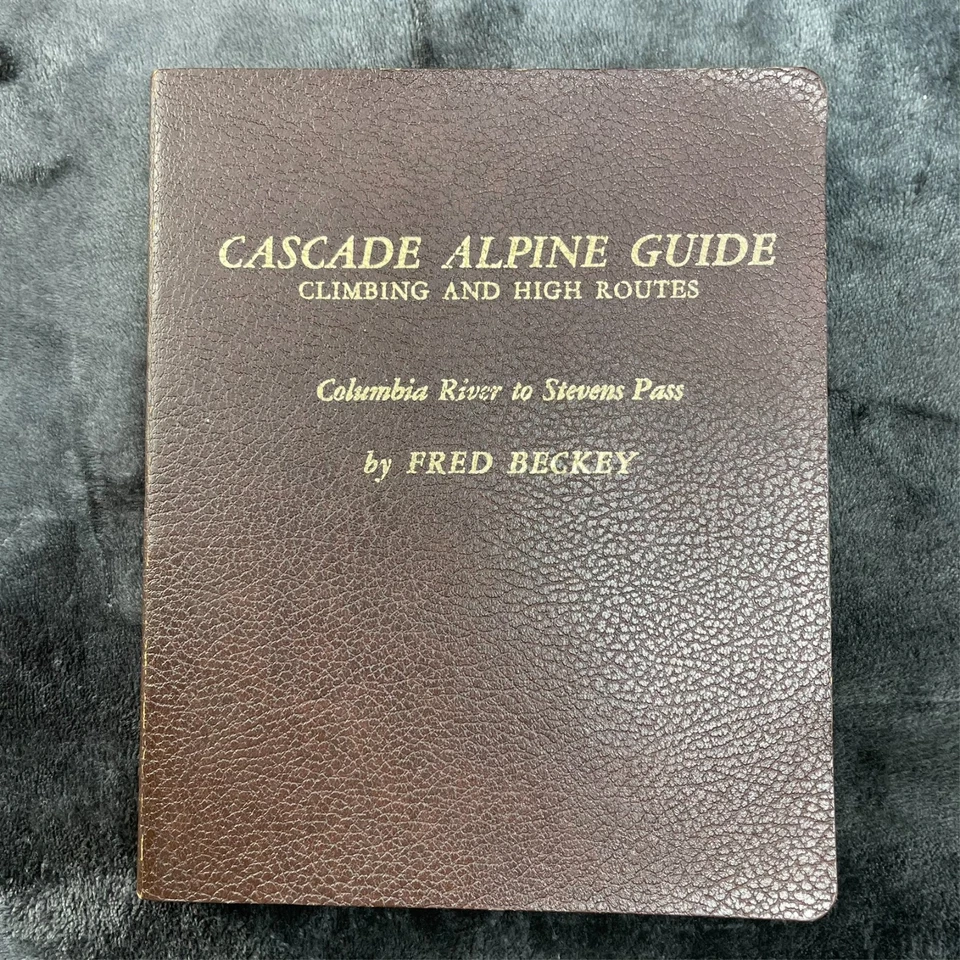 CASCADE ALPINE GUIDE
CLIMBING AND HIGH ROUTES
Columbia River to Stevens Pass
by FRED BECKEY